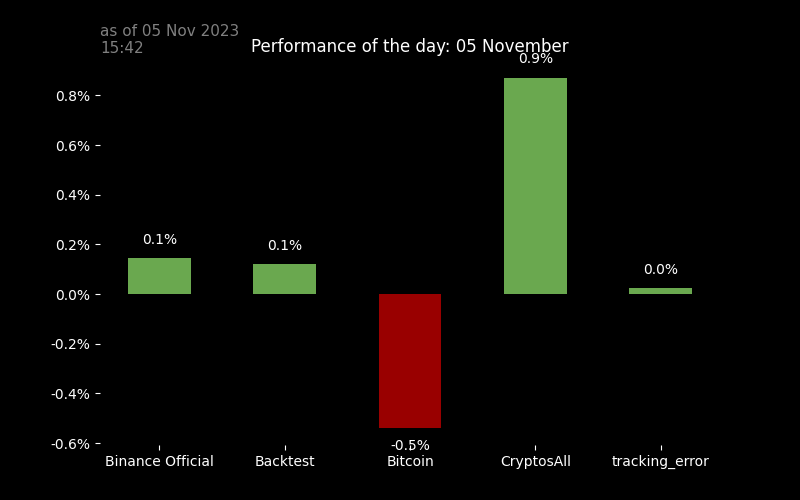 as of 05 Nov 2023
15:42
Performance of the day: 05 November
0.9%
0.8%
0.6%
0.4%
0.2%
0.0%
-0.2%
-0.4%
-0.6%
0.1%
0.1%
-0.5%
0.0%
Binance Official
Backtest
Bitcoin
CryptosAll
tracking_error